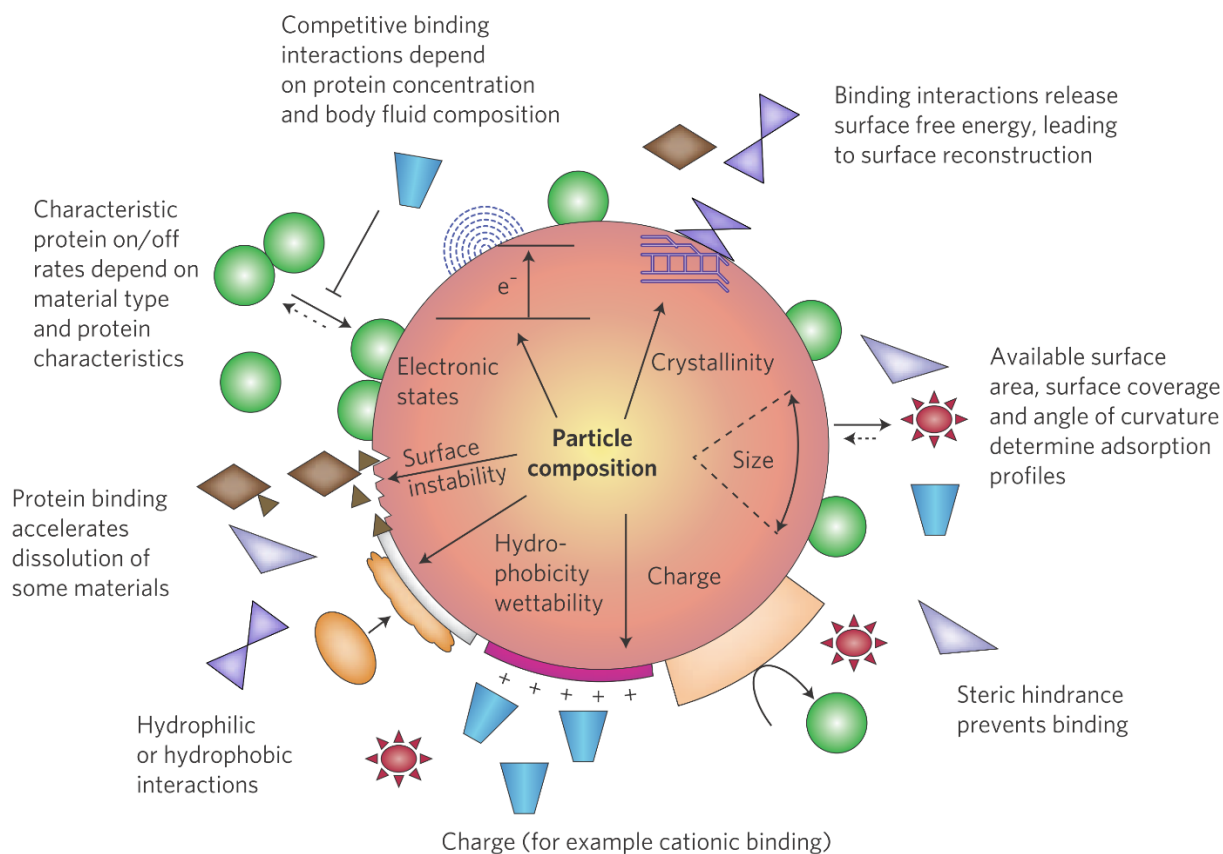 Competitive binding
interactions depend
on protein concentration
and body fluid composition
Binding interactions release
surface free energy, leading
to surface reconstruction
Characteristic
protein on/off
rates depend on
material type
and protein
characteristics
e-
Electronic
states
Crystallinity
Available surface
area, surface coverage
and angle of curvature
determine adsorption
profiles
Particle
composition
Size
Surface
instability
Protein binding
accelerates
dissolution of
some materials
Hydro-
phobicity
wettability
Charge
Steric hindrance
prevents binding
Hydrophilic
or hydrophobic
interactions
+ + + + +
Charge (for example cationic binding)